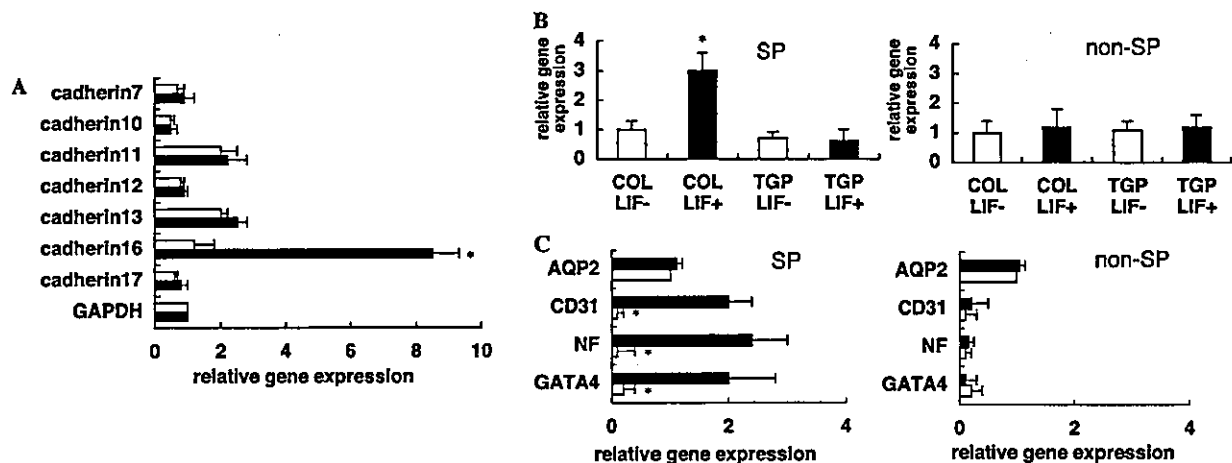 A
cadherin7
cadherin10
cadherin11
cadherin12
cadherin13
cadherin16
*
cadherin17
GAPDH
0 2 4 6 8 10
relative gene expression
B
relative gene
expression
SP
4
3
2
1
0
*
COL
LIF-
COL
LIF+
TGP
LIF-
TGP
LIF+
relative gene
expression
non-SP
4
3
2
1
0
COL
LIF-
COL
LIF+
TGP
LIF-
TGP
LIF+
C
SP
AQP2
CD31
*
NF
*
GATA4
*
0 2 4
relative gene expression
non-SP
AQP2
CD31
NF
GATA4
0 2 4
relative gene expression